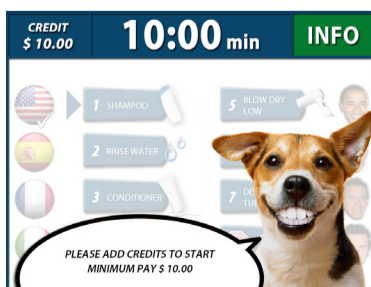 CREDIT
$ 10.00
10:00 min
INFO
1 SHAMPOO
2 RINSE WATER
3 CONDITIONER
5 BLOW DRY
LOW
7
PLEASE ADD CREDITS TO START
MINIMUM PAY $ 10.00